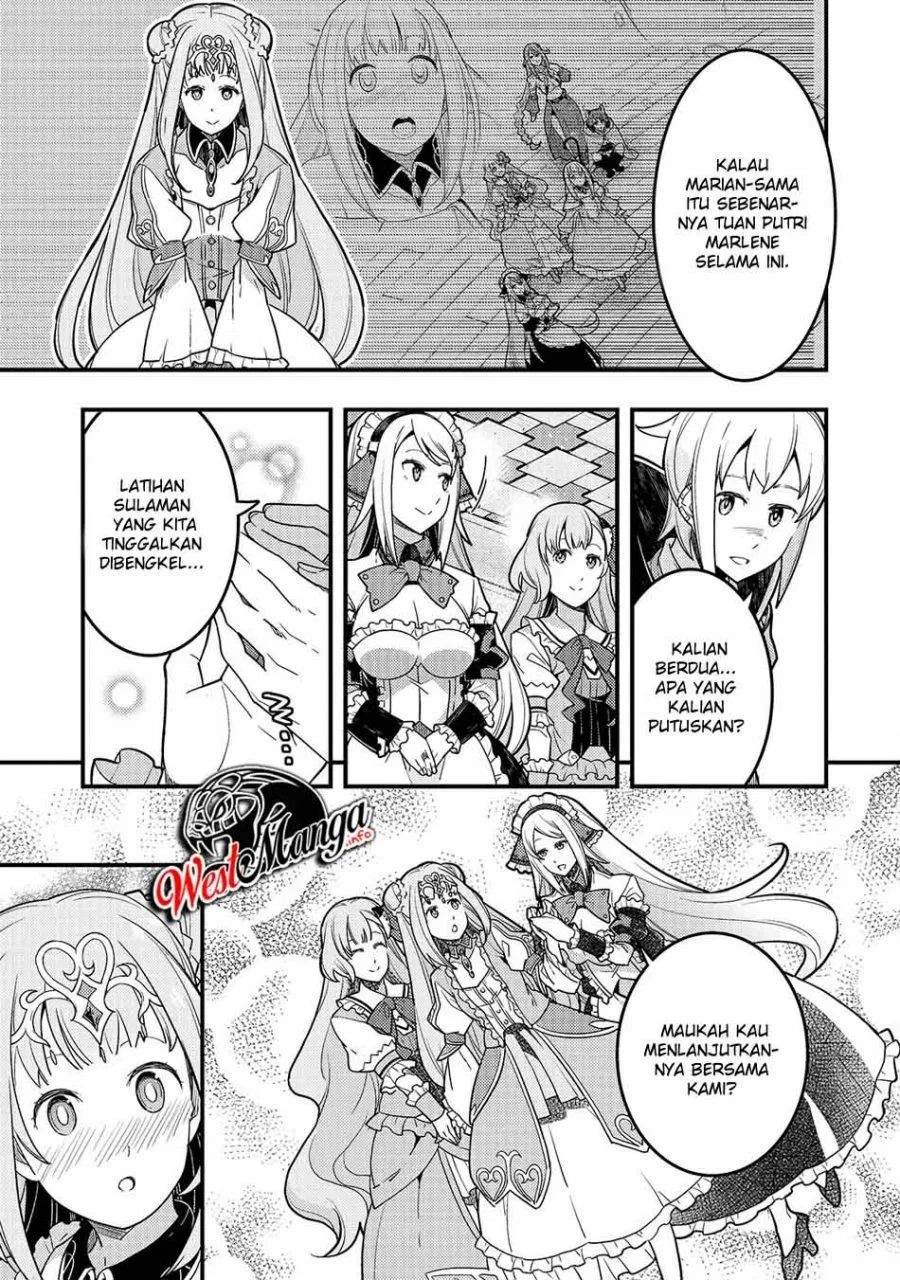 KALAU
MARIAN-SAMA
ITU SEBENAR-
NYA TUAN PUTRI
MARLENE
SELAMA INI.
KALIAN
BERDUA...
APA YANG
KALIAN
PUTUSKAN?
LATIHAN
SULAMAN
YANG KITA
TINGGALKAN
DIBENGKEL...
WestManga
.info
MAUKAH KAU
MENLANJUTKAN-
NYA BERSAMA
KAMI?